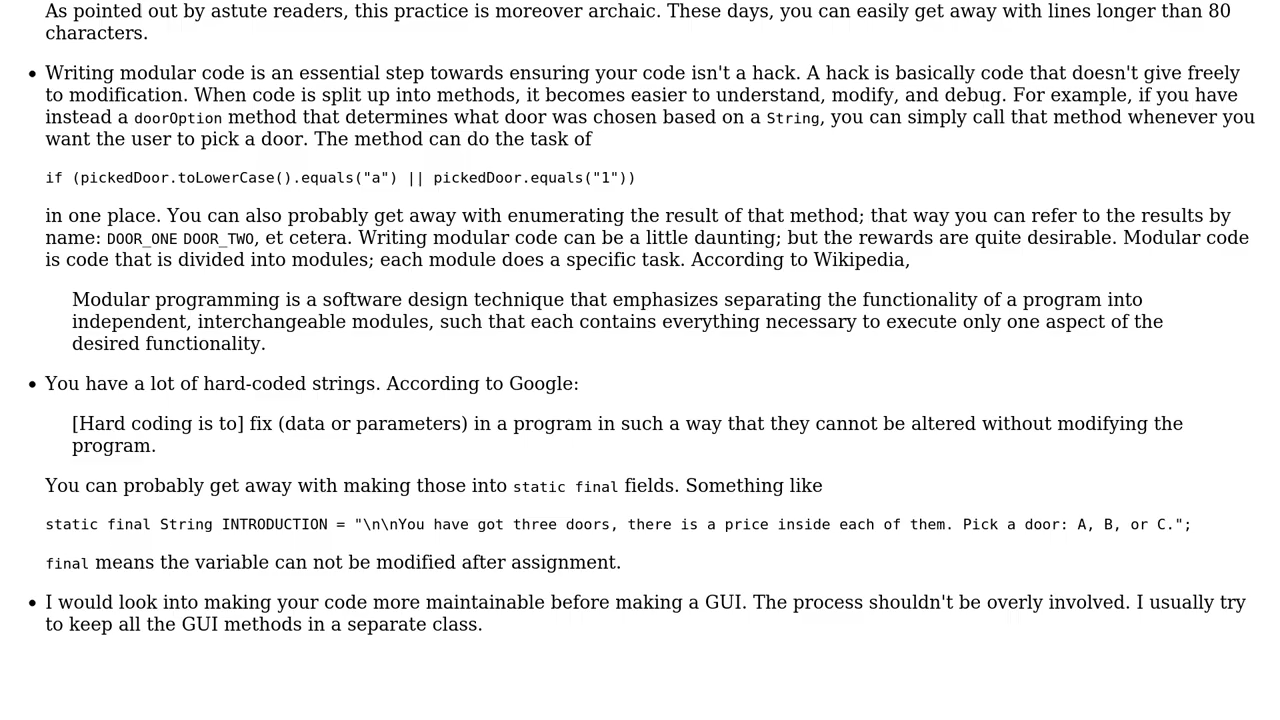 As pointed out by astute readers, this practice is moreover archaic. These days, you can easily get away with lines longer than 80
characters.
• Writing modular code is an essential step towards ensuring your code isn't a hack. A hack is basically code that doesn't give freely
to modification. When code is split up into methods, it becomes easier to understand, modify, and debug. For example, if you have
instead a doorOption method that determines what door was chosen based on a String, you can simply call that method whenever you
want the user to pick a door. The method can do the task of
if (pickedDoor.toLowerCase().equals("a") || pickedDoor.equals("1"))
in one place. You can also probably get away with enumerating the result of that method; that way you can refer to the results by
name: DOOR_ONE DOOR_TWO, et cetera. Writing modular code can be a little daunting; but the rewards are quite desirable. Modular code
is code that is divided into modules; each module does a specific task. According to Wikipedia,
Modular programming is a software design technique that emphasizes separating the functionality of a program into
independent, interchangeable modules, such that each contains everything necessary to execute only one aspect of the
desired functionality.
• You have a lot of hard-coded strings. According to Google:
[Hard coding is to] fix (data or parameters) in a program in such a way that they cannot be altered without modifying the
program.
You can probably get away with making those into static final fields. Something like
static final String INTRODUCTION = "\n\nYou have got three doors, there is a price inside each of them. Pick a door: A, B, or C.";
final means the variable can not be modified after assignment.
• I would look into making your code more maintainable before making a GUI. The process shouldn't be overly involved. I usually try
to keep all the GUI methods in a separate class.